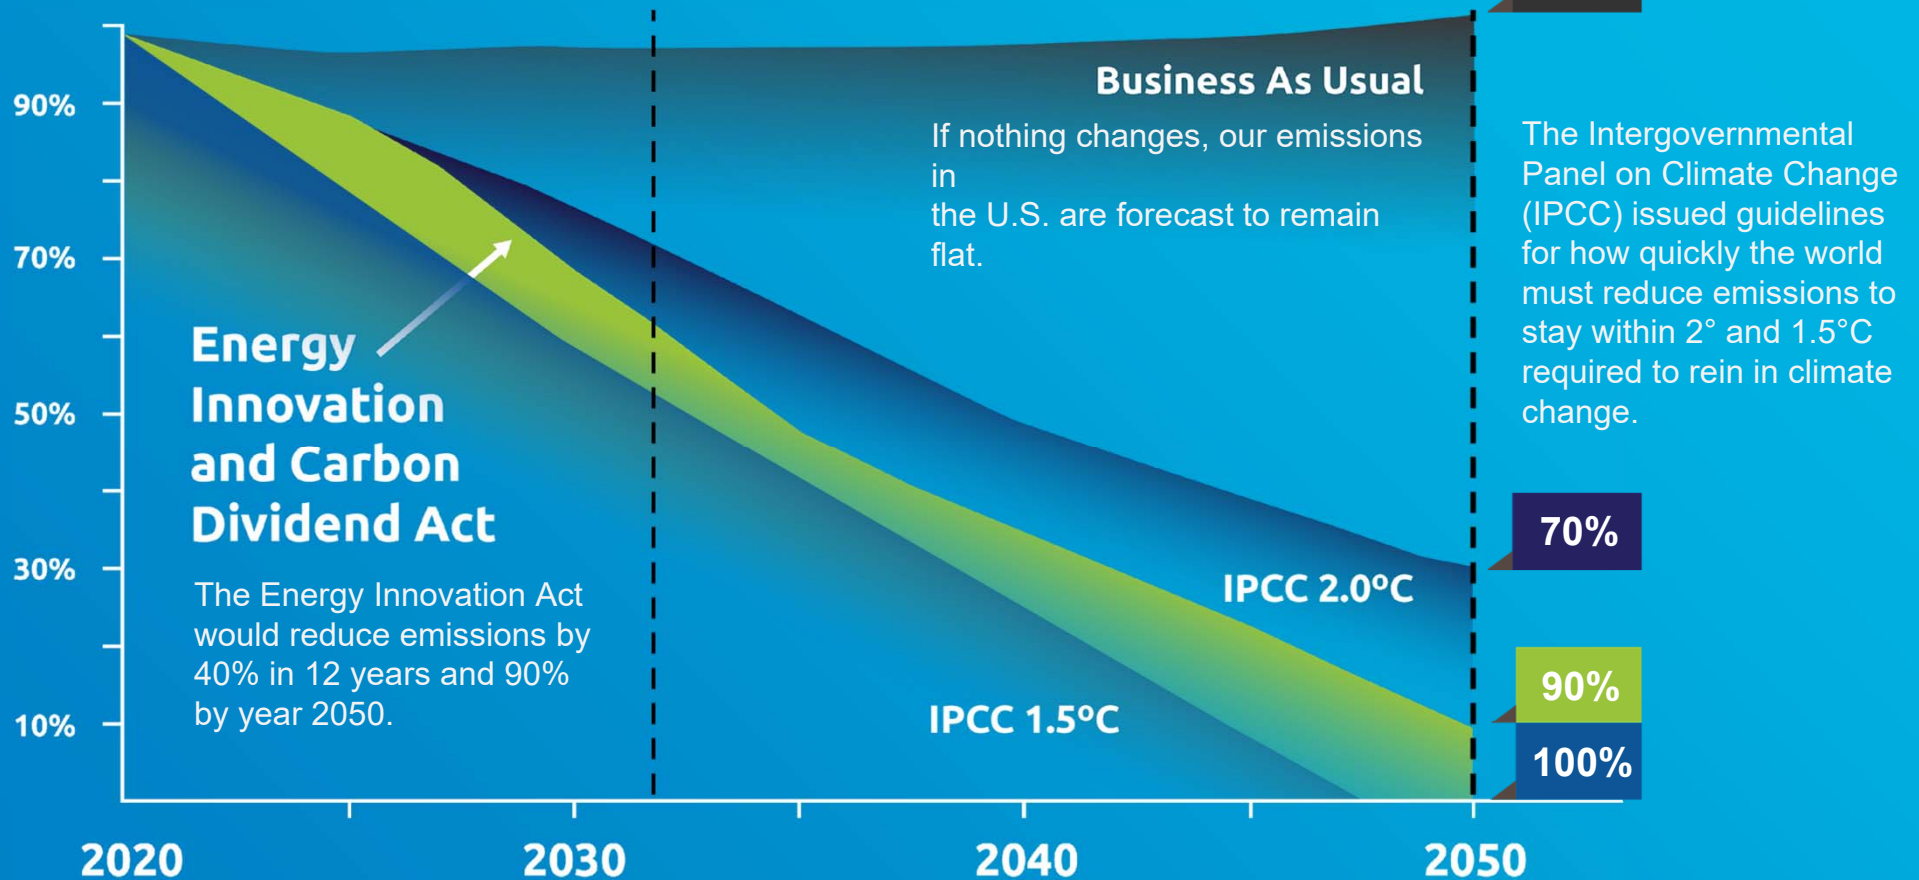 90%
70%
50%
30%
10%
Business As Usual
If nothing changes, our emissions
in
the U.S. are forecast to remain
flat.
The Intergovernmental
Panel on Climate Change
(IPCC) issued guidelines
for how quickly the world
must reduce emissions to
stay within 2° and 1.5°C
required to rein in climate
change.
Energy
Innovation
and Carbon
Dividend Act
The Energy Innovation Act
would reduce emissions by
40% in 12 years and 90%
by year 2050.
IPCC 2.0ºC
IPCC 1.5ºC
70%
90%
100%
2020
2030
2040
2050